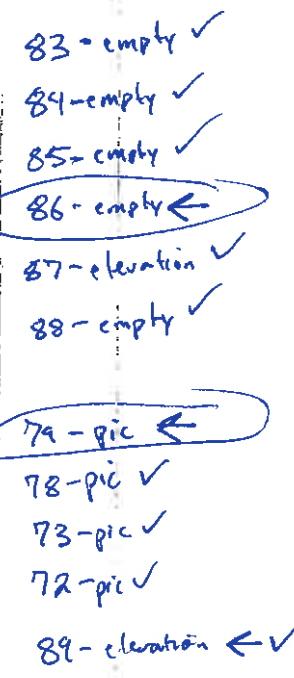 83 - empty ✓
84 - empty ✓
85 - empty ✓
86 - empty ←
87 - elevation ✓
88 - empty ✓
79 - pic ←
78 - pic ✓
73 - pic ✓
72 - pic ✓
89 - elevation ← ✓